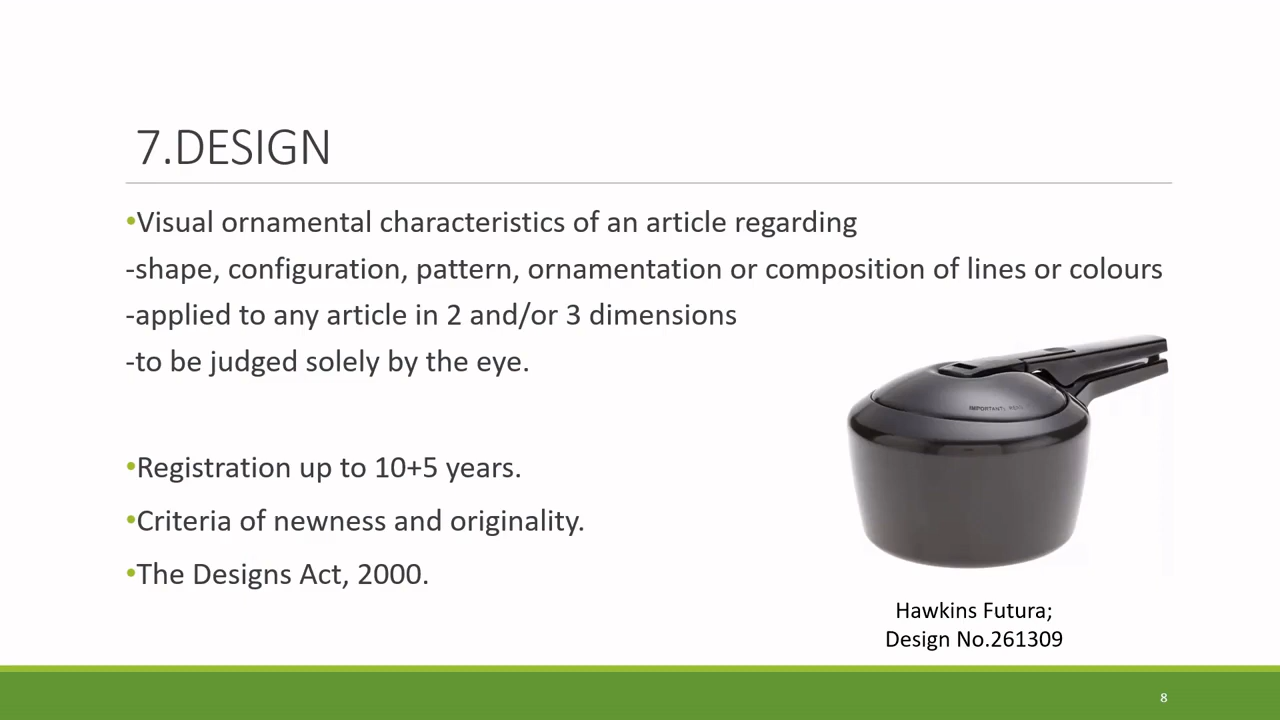 7.DESIGN
•Visual ornamental characteristics of an article regarding
-shape, configuration, pattern, ornamentation or composition of lines or colours
-applied to any article in 2 and/or 3 dimensions
-to be judged solely by the eye.
•Registration up to 10+5 years.
•Criteria of newness and originality.
•The Designs Act, 2000.
IMPORTANT:
Hawkins Futura;
Design No.261309
8